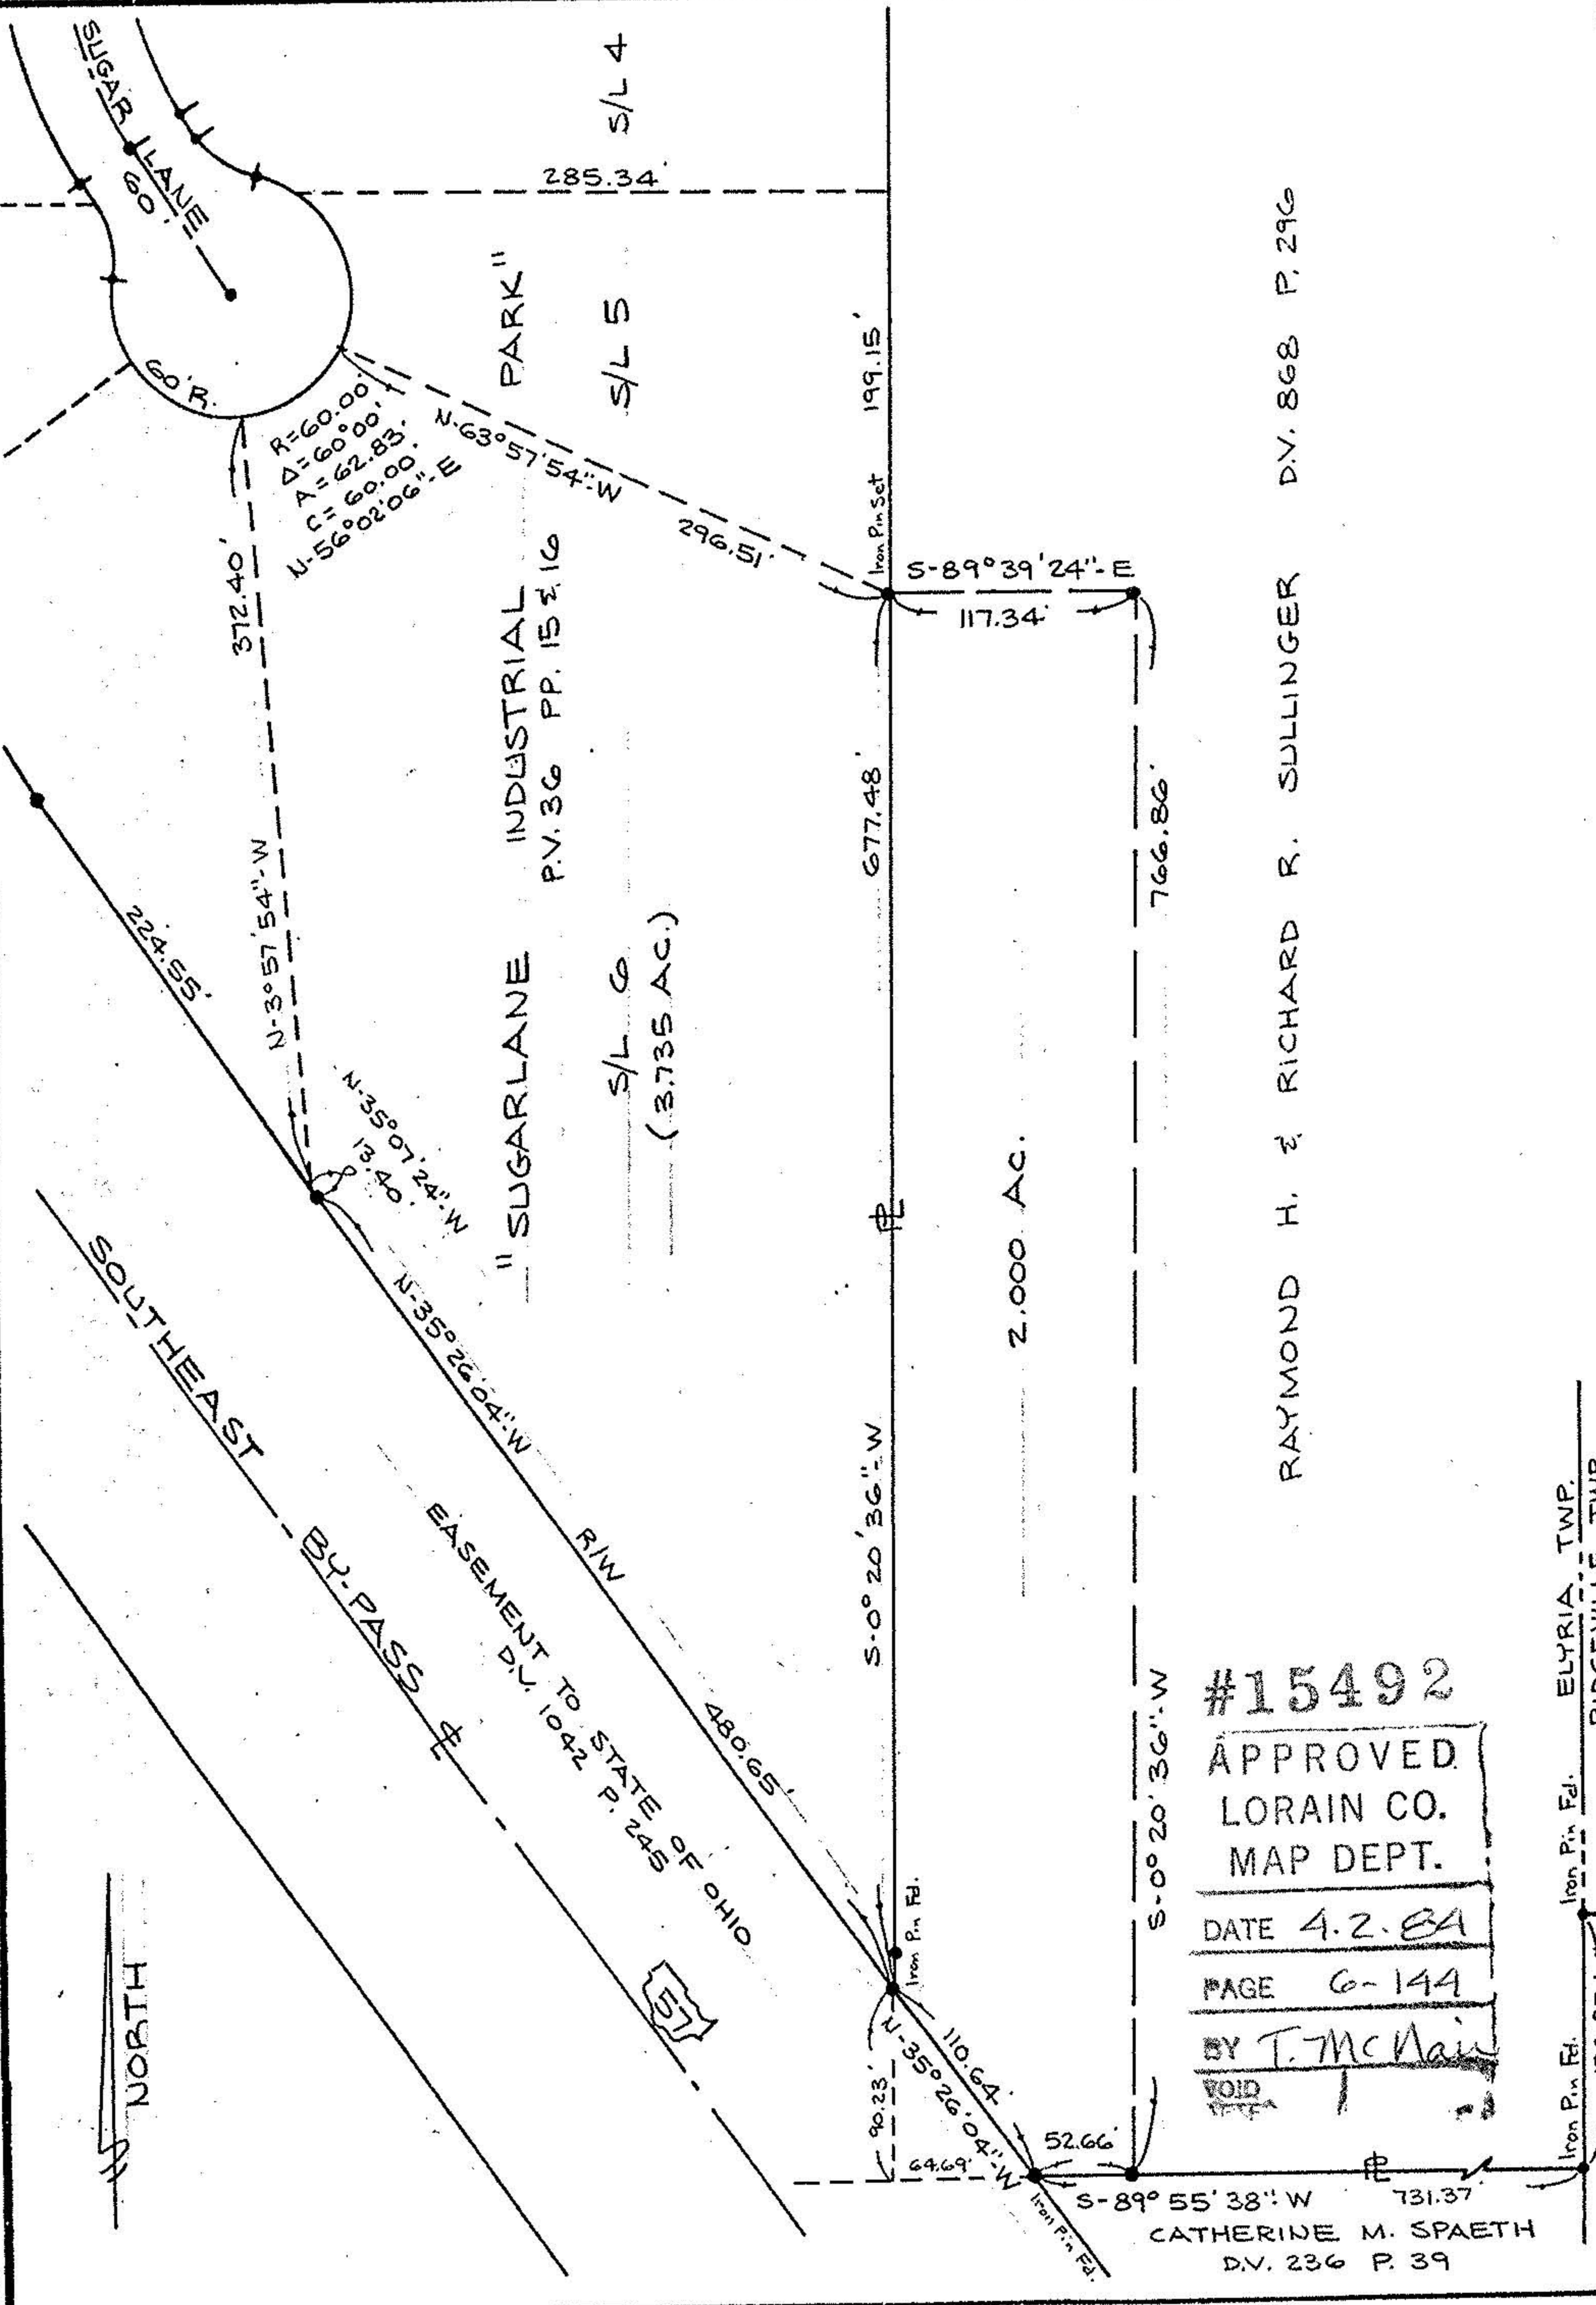 SUGAR LANE
60'
S/L 4
285.34'
60'R.
R=60.00'
Δ=60°00'
A=62.83'
C=60.00'
N-56°02'06"-E
372.40'
N-3°57'54"-W
N-63°57'54"-W
296.51'
"SUGARLANE INDUSTRIAL PARK"
P.V. 36 PP. 15 & 16
S/L 5
S/L 6
(3.735 AC.)
199.15'
Iron Pin Set
S-89°39'24"-E
117.34'
677.48'
766.86'
224.55'
N-35°07'24"-W
13.40'
N-35°26'04"-W
R/W
480.65'
SOUTHEAST BY-PASS ℄
EASEMENT TO STATE OF OHIO
D.V. 1042 P. 245
57
NORTH
℄
S-0°20'36"-W
2.000 AC.
S-0°20'36"-W
RAYMOND H. & RICHARD R. SULLINGER D.V. 868 P. 296
Iron Pin Fd.
90.23'
64.69'
N-35°26'04"-W
110.64'
52.66'
Iron Pin Fd.
S-89°55'38"-W
731.37'
CATHERINE M. SPAETH
D.V. 236 P. 39
#15492
APPROVED
LORAIN CO.
MAP DEPT.
DATE 4.2.84
PAGE 6-144
BY T. McNair
VOID
Iron Pin Fd.
Iron Pin Fd.
ELYRIA TWP.